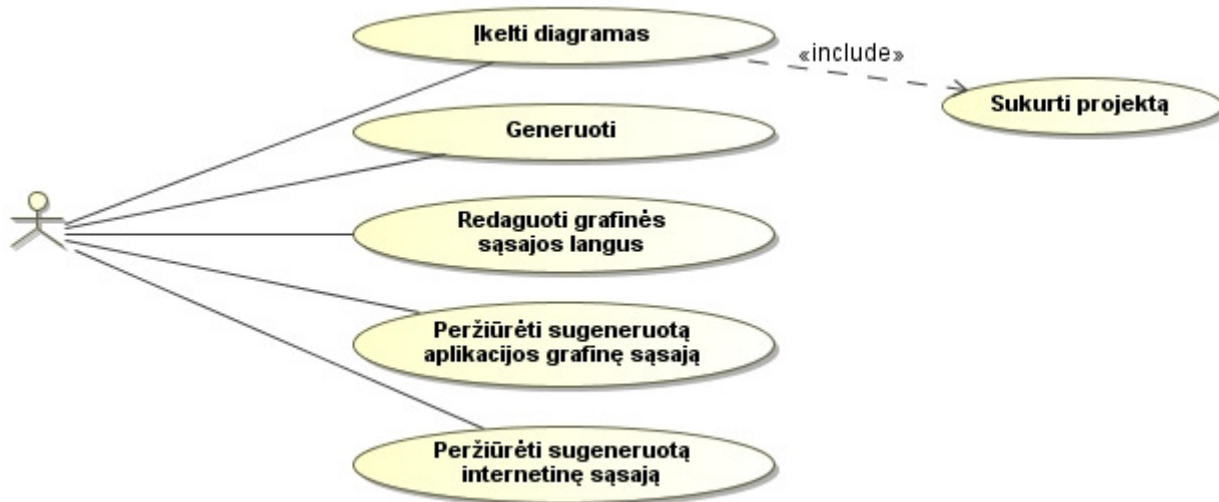 Įkelti diagramas
«include»
Sukurti projektą
Generuoti
Redaguoti grafinės
sąsajos langus
Peržiūrėti sugeneruotą
aplikacijos grafinę sąsają
Peržiūrėti sugeneruotą
internetinę sąsają